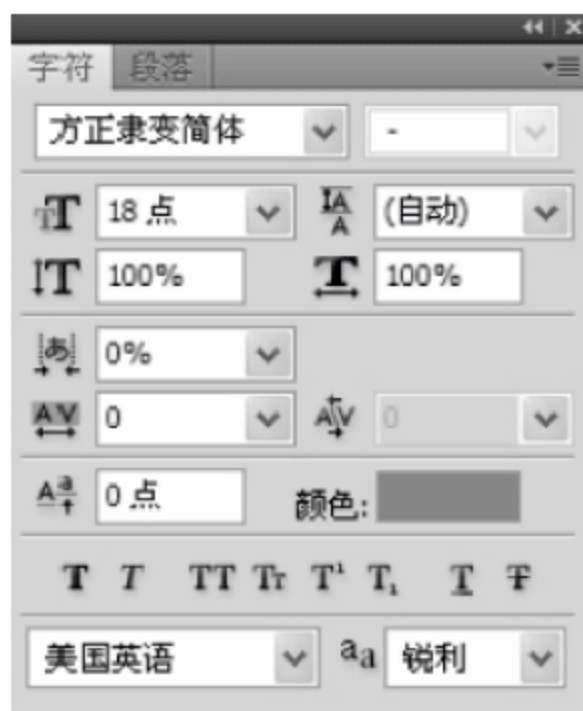 字符 段落
方正隶变简体 -
18 点 (自动)
100% 100%
0%
0 0
0 点 颜色:
T T TT Tr T¹ T₁ T T
美国英语 aa 锐利